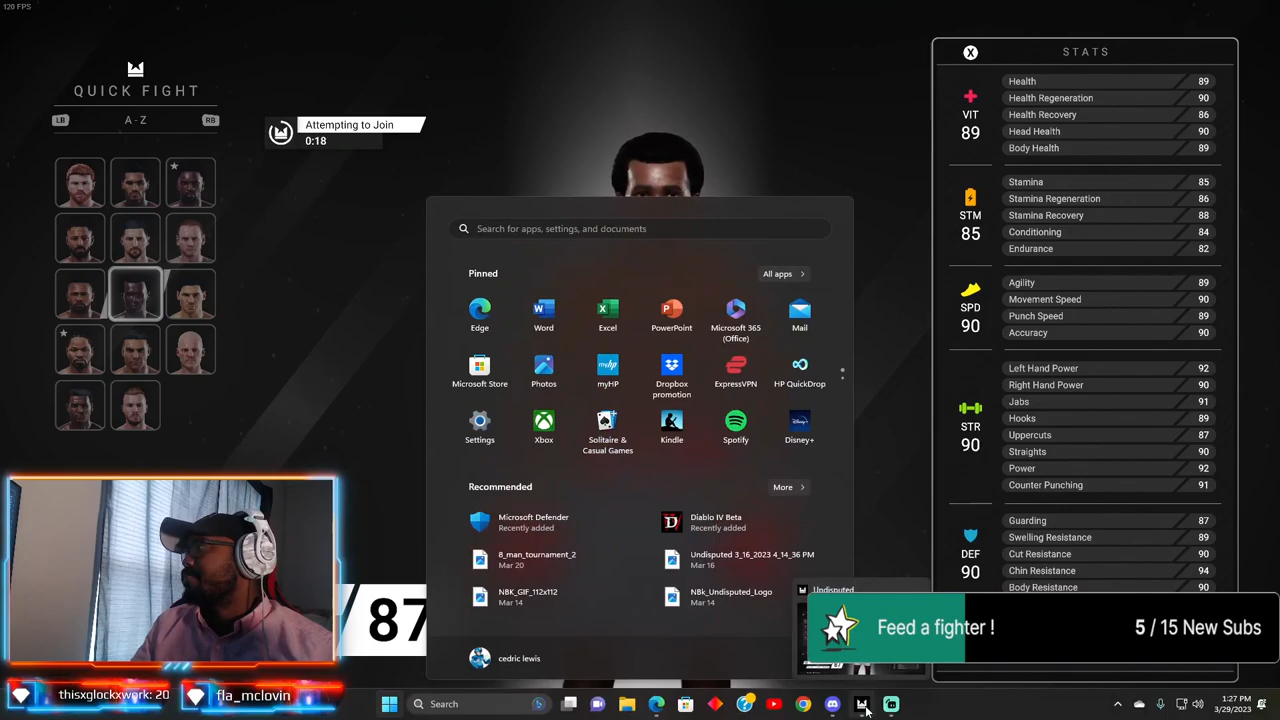 120 FPS
QUICK FIGHT
LB A-Z RB
Attempting to Join
0:18
Search for apps, settings, and documents
Pinned
All apps
Edge
Word
Excel
PowerPoint
Microsoft 365
(Office)
Mail
Microsoft Store
Photos
myHP
Dropbox
promotion
ExpressVPN
HP QuickDrop
Settings
Xbox
Solitaire &
Casual Games
Kindle
Spotify
Disney+
Recommended
More
Microsoft Defender
Recently added
Diablo IV Beta
Recently added
8_man_tournament_2
Mar 20
Undisputed 3_16_2023 4_14_36 PM
Mar 16
NBK_GIF_112x112
Mar 14
NBk_Undisputed_Logo
Mar 14
cedric lewis
X STATS
VIT
89
Health 89
Health Regeneration 90
Health Recovery 86
Head Health 90
Body Health 89
STM
85
Stamina 85
Stamina Regeneration 86
Stamina Recovery 88
Conditioning 84
Endurance 82
SPD
90
Agility 89
Movement Speed 90
Punch Speed 89
Accuracy 90
STR
90
Left Hand Power 92
Right Hand Power 90
Jabs 91
Hooks 89
Uppercuts 87
Straights 90
Power 92
Counter Punching 91
DEF
90
Guarding 87
Swelling Resistance 89
Cut Resistance 90
Chin Resistance 94
Body Resistance 90
Undisputed
Feed a fighter !
5 / 15 New Subs
87
thisxglockxwork: 20
fla_mclovin
Search
1:27 PM
3/29/2023